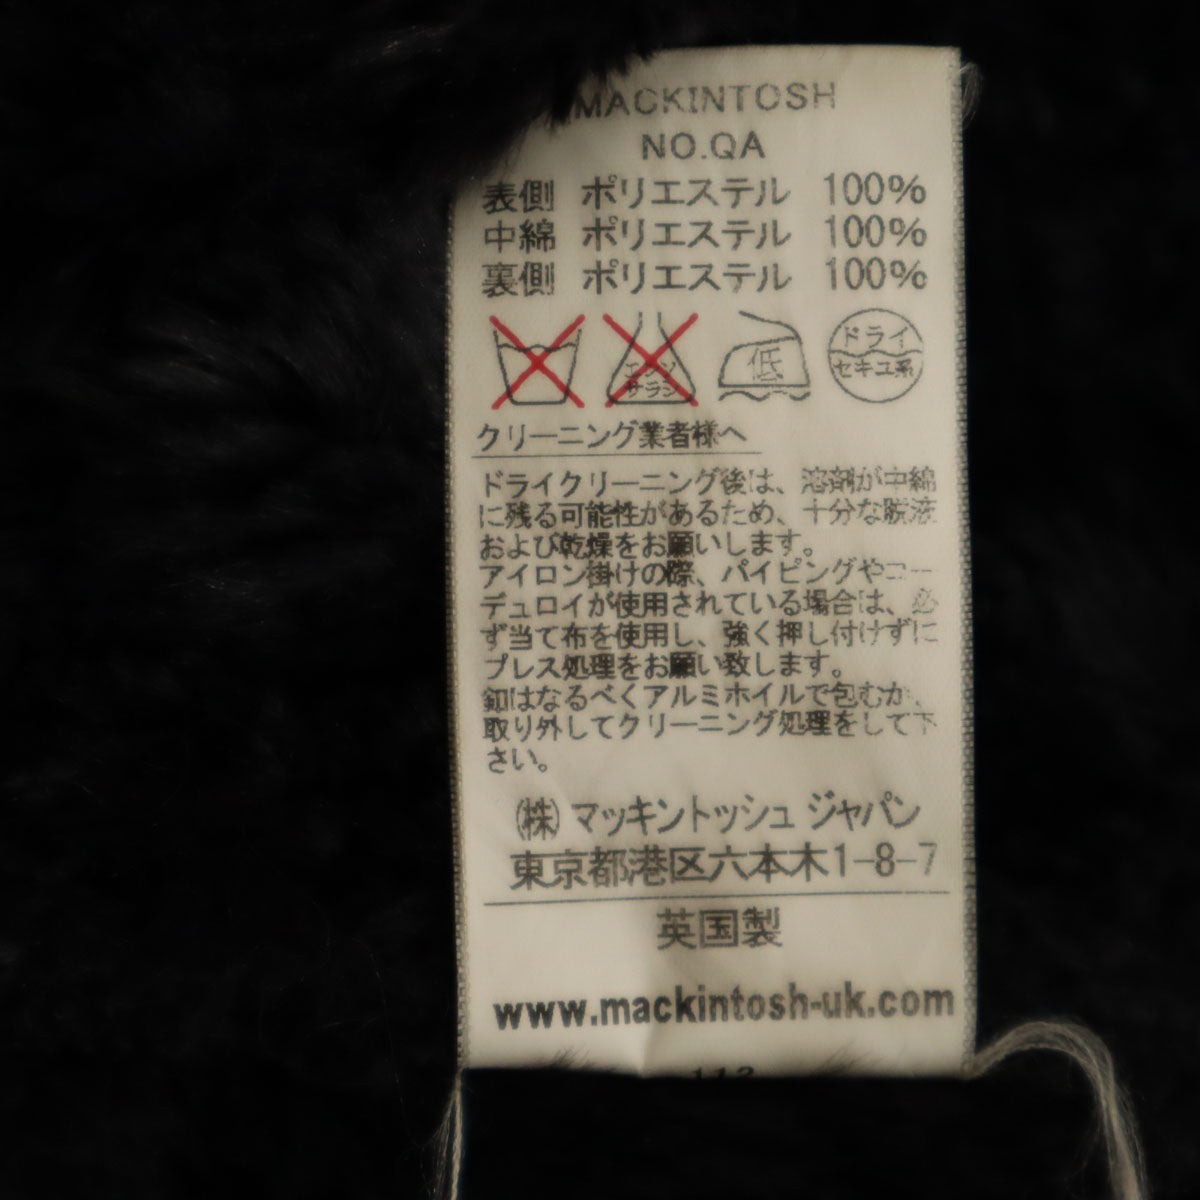 MACKINTOSH
NO.QA
表側 ポリエステル 100%
中綿 ポリエステル 100%
裏側 ポリエステル 100%
エンソ
サラシ
低
ドライ
セキユ系
クリーニング業者様へ
ドライクリーニング後は、溶剤が中綿
に残る可能性があるため、十分な脱液
および乾燥をお願いします。
アイロン掛けの際、パイピングやコー
デュロイが使用されている場合は、必
ず当て布を使用し、強く押し付けずに
プレス処理をお願い致します。
釦はなるべくアルミホイルで包むか、
取り外してクリーニング処理をして下
さい。
㈱ マッキントッシュ ジャパン
東京都港区六本木1-8-7
英国製
www.mackintosh-uk.com